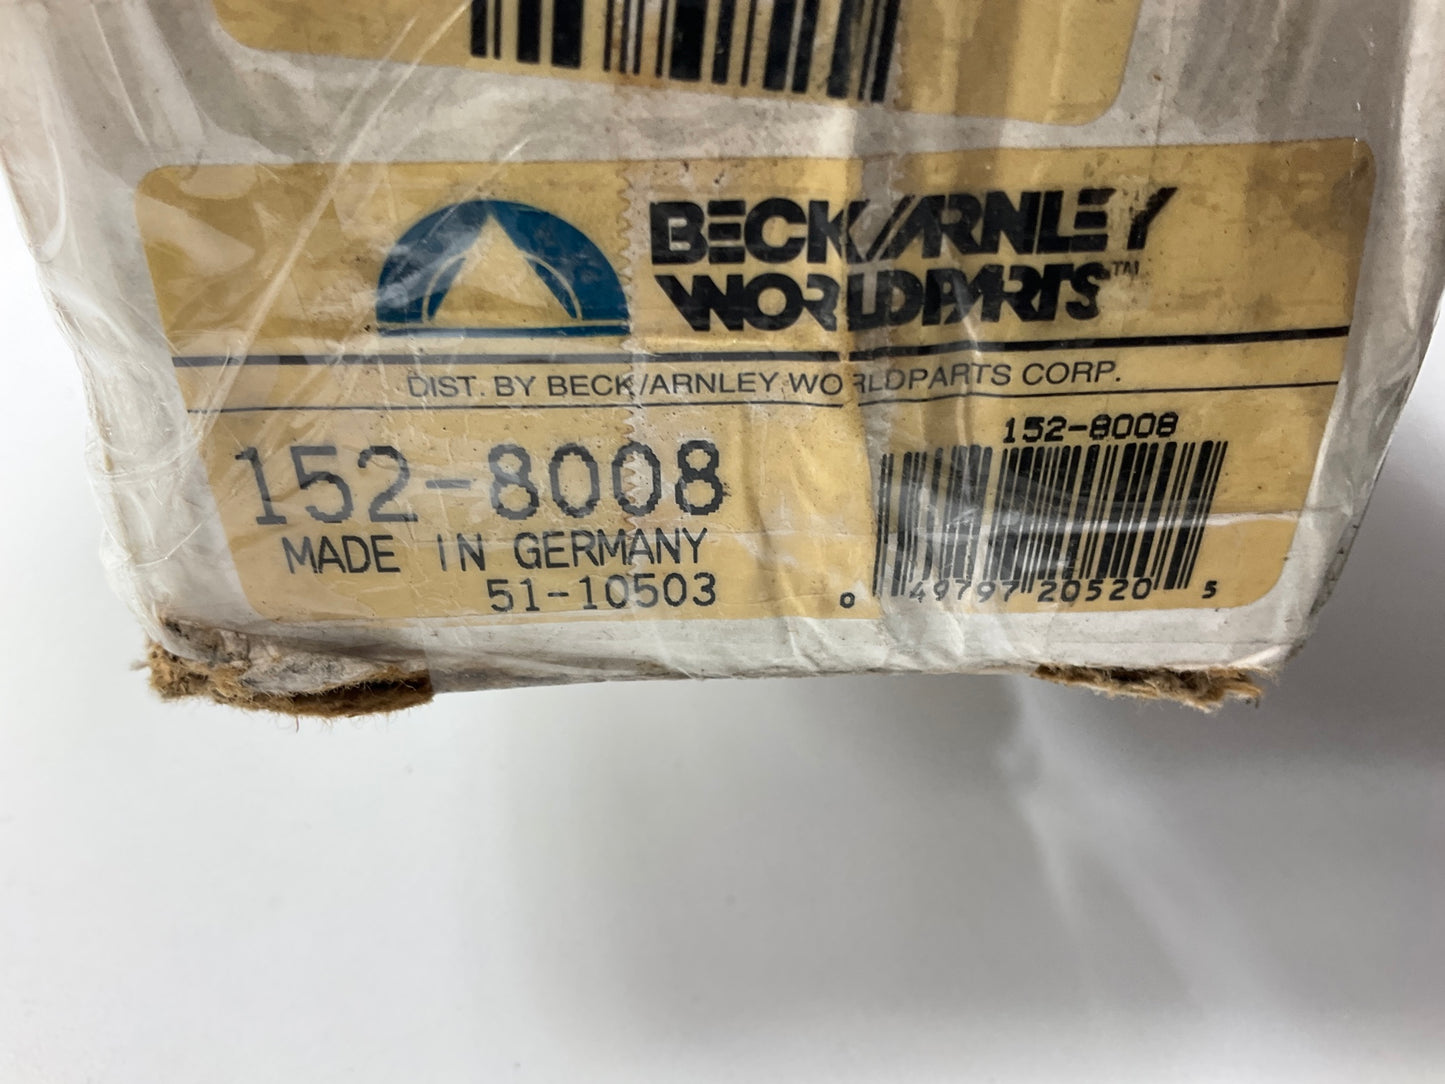 BECK/ARNLEY
WORLDPARTS™
DIST. BY BECK/ARNLEY WORLDPARTS CORP.
152-8008
MADE IN GERMANY
51-10503
152-8008
0 49797 20520 5